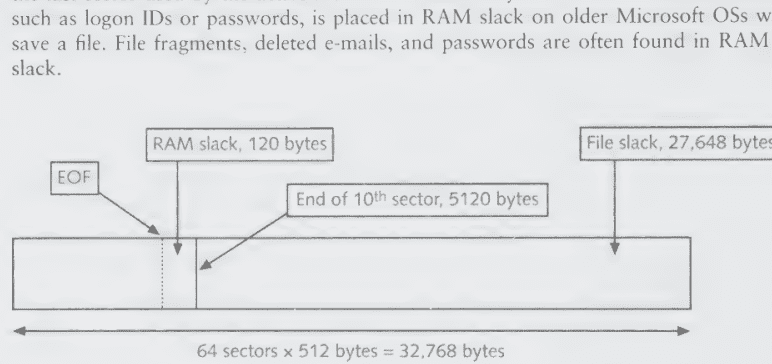 such as logon IDs or passwords, is placed in RAM slack on older Microsoft OSs
save a file. File fragments, deleted e-mails, and passwords are often found in RAM
slack.
RAM slack, 120 bytes
File slack, 27,648 bytes
EOF
End of 10th sector, 5120 bytes
64 sectors × 512 bytes = 32,768 bytes